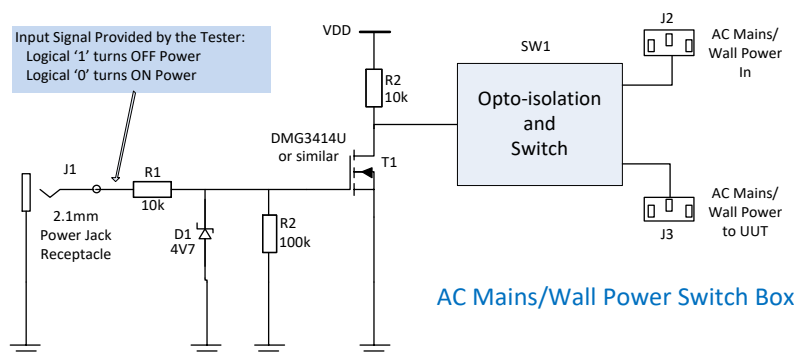 Input Signal Provided by the Tester:
Logical ‘1’ turns OFF Power
Logical ‘0’ turns ON Power
VDD
R2
10k
SW1
Opto-isolation
and
Switch
J2
AC Mains/
Wall Power
In
DMG3414U
or similar
T1
J1
R1
10k
2.1mm
Power Jack
Receptacle
D1
4V7
R2
100k
J3
AC Mains/
Wall Power
to UUT
AC Mains/Wall Power Switch Box